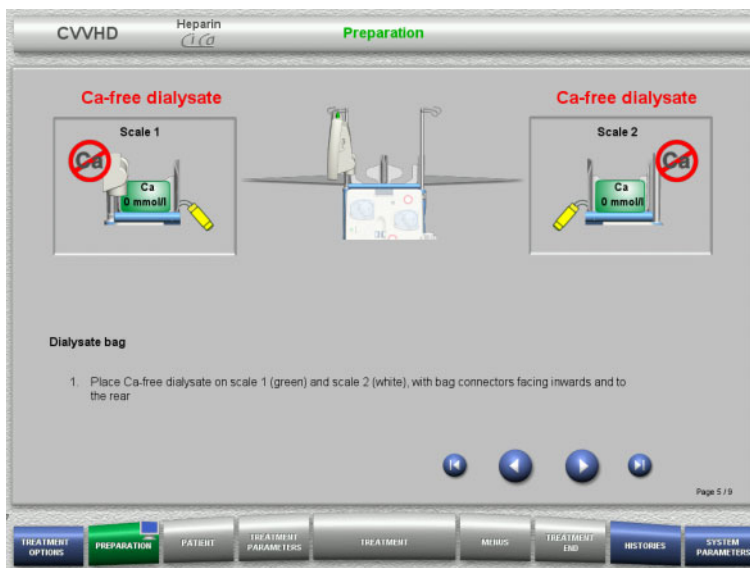 CVVHD
Heparin
Ci Ca
Preparation
Ca-free dialysate
Ca-free dialysate
Scale 1
Ca
Ca
0 mmol/l
Scale 2
Ca
Ca
0 mmol/l
Dialysate bag
1. Place Ca-free dialysate on scale 1 (green) and scale 2 (white), with bag connectors facing inwards and to
the rear
Page 5 / 9
TREATMENT
OPTIONS
PREPARATION
PATIENT
TREATMENT
PARAMETERS
TREATMENT
MENUS
TREATMENT
END
HISTORIES
SYSTEM
PARAMETERS